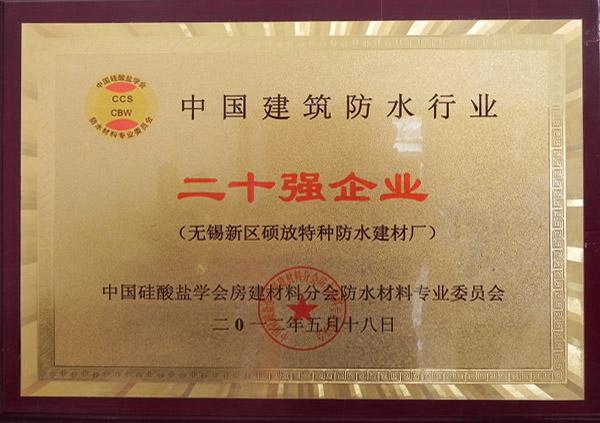 中国硅酸盐学会
CCS
CBW
防水材料专业委员会
中国建筑防水行业
二十强企业
（无锡新区硕放特种防水建材厂）
中国硅酸盐学会房建材料分会防水材料专业委员会
二0一二年五月十八日